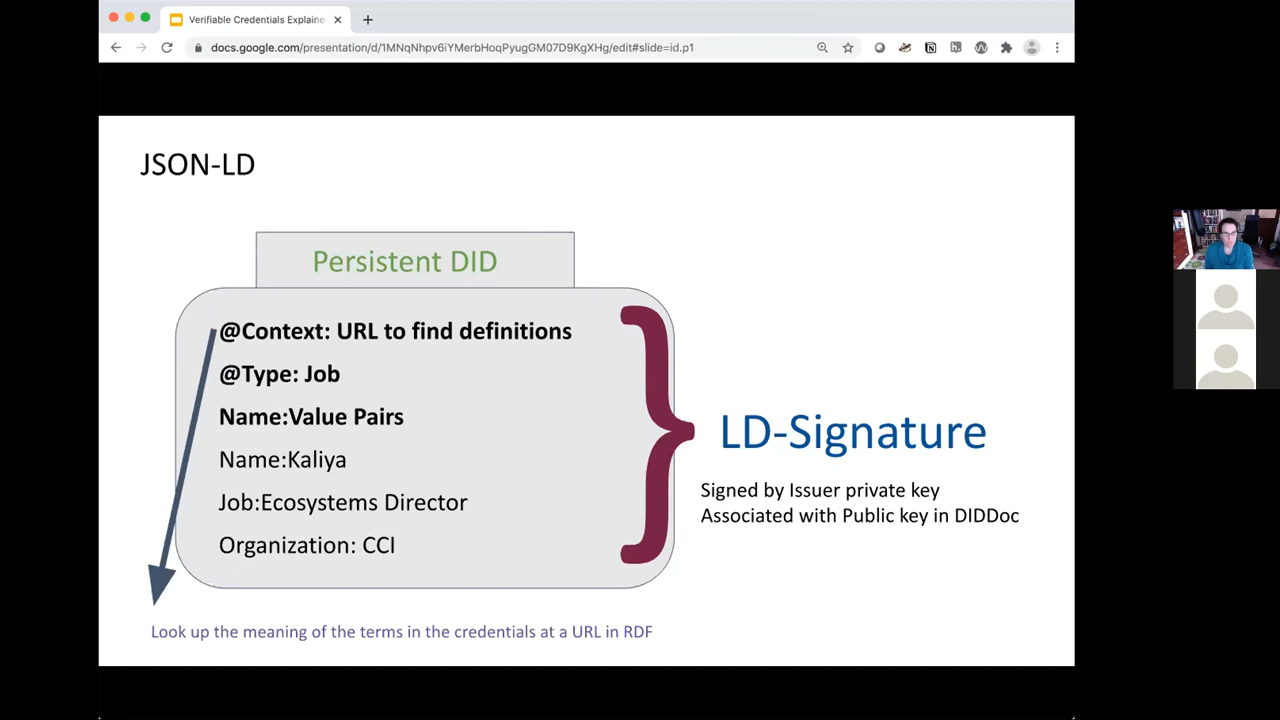 Verifiable Credentials Explaine
docs.google.com/presentation/d/1MNqNhpv6iYMerbHoqPyugGM07D9KgXHg/edit#slide=id.p1
JSON-LD
Persistent DID
@Context: URL to find definitions
@Type: Job
Name:Value Pairs
Name:Kaliya
Job:Ecosystems Director
Organization: CCI
}
LD-Signature
Signed by Issuer private key
Associated with Public key in DIDDoc
Look up the meaning of the terms in the credentials at a URL in RDF